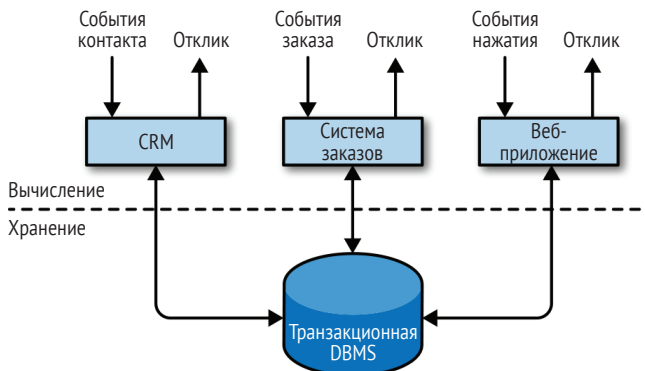 События
контакта
Отклик
События
заказа
Отклик
События
нажатия
Отклик
CRM
Система
заказов
Веб-
приложение
Вычисление
Хранение
Транзакционная
DBMS